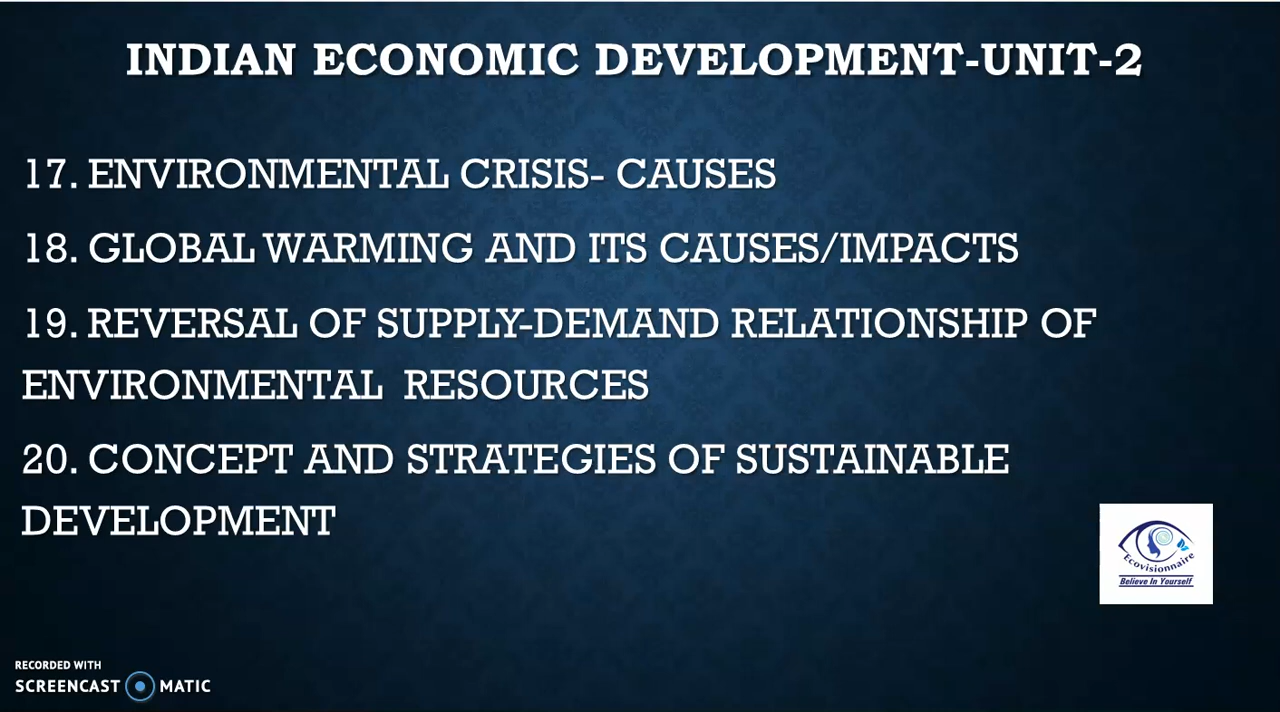 INDIAN ECONOMIC DEVELOPMENT-UNIT-2
17. ENVIRONMENTAL CRISIS- CAUSES
18. GLOBAL WARMING AND ITS CAUSES/IMPACTS
19. REVERSAL OF SUPPLY-DEMAND RELATIONSHIP OF
ENVIRONMENTAL RESOURCES
20. CONCEPT AND STRATEGIES OF SUSTAINABLE
DEVELOPMENT
Ecovisionnaire
Believe In Yourself
RECORDED WITH
SCREENCAST MATIC